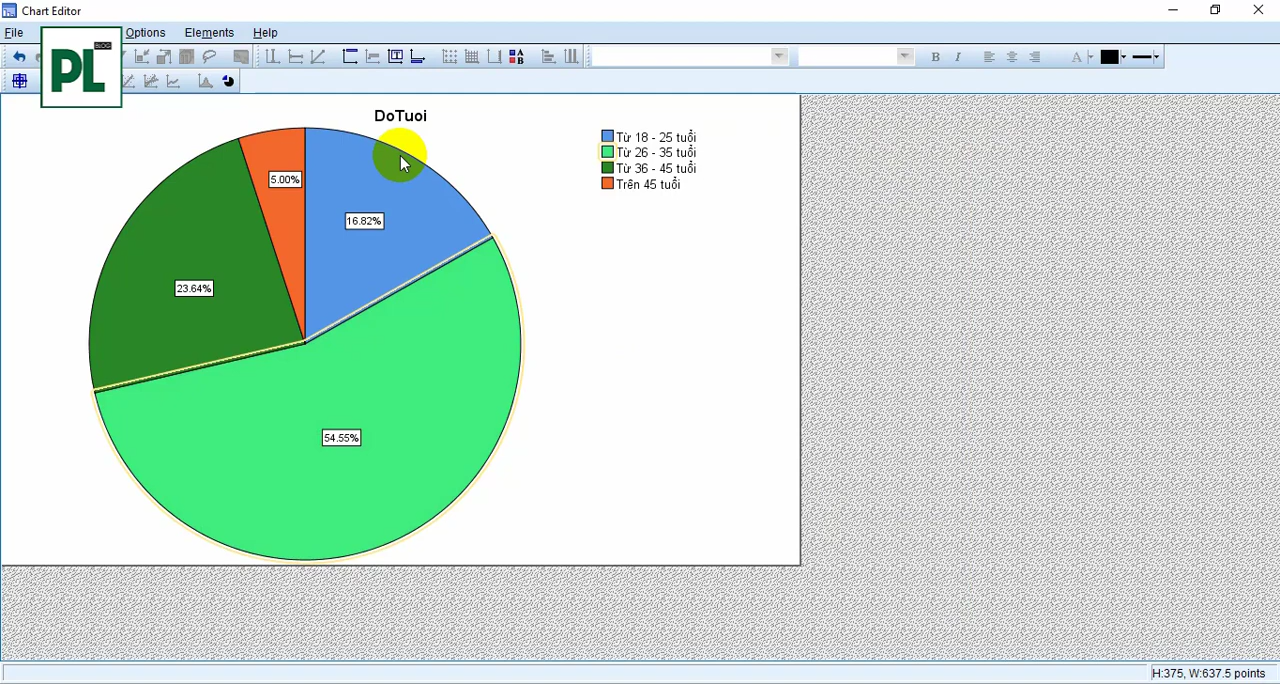 Chart Editor
File Options Elements Help
BLOG
PL
B I A
DoTuoi
Từ 18 - 25 tuổi
Từ 26 - 35 tuổi
Từ 36 - 45 tuổi
Trên 45 tuổi
5.00%
16.82%
23.64%
54.55%
H:375, W:637.5 points